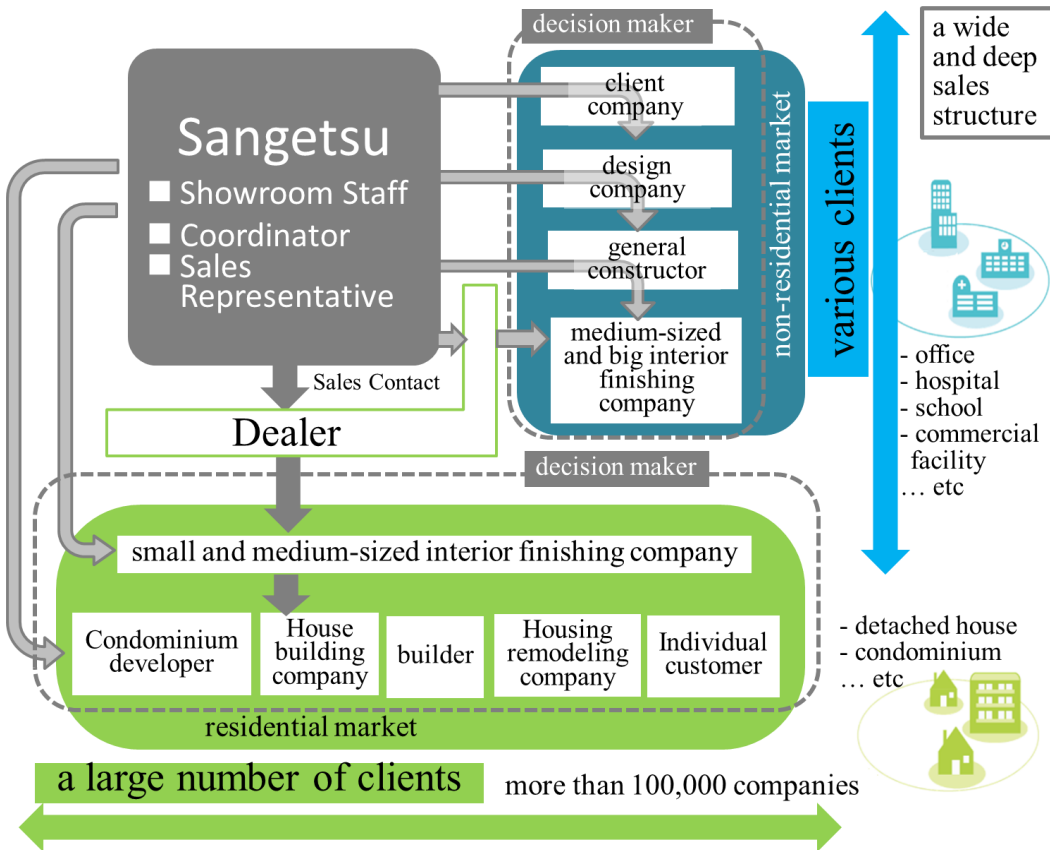 decision maker
a wide
and deep
sales
structure
Sangetsu
Showroom Staff
Coordinator
Sales
Representative
client
company
design
company
general
constructor
medium-sized
and big interior
finishing
company
non-residential market
various clients
- office
- hospital
- school
- commercial
facility
… etc
Sales Contact
Dealer
decision maker
small and medium-sized interior finishing company
Condominium
developer
House
building
company
builder
Housing
remodeling
company
Individual
customer
residential market
- detached house
- condominium
… etc
a large number of clients
more than 100,000 companies